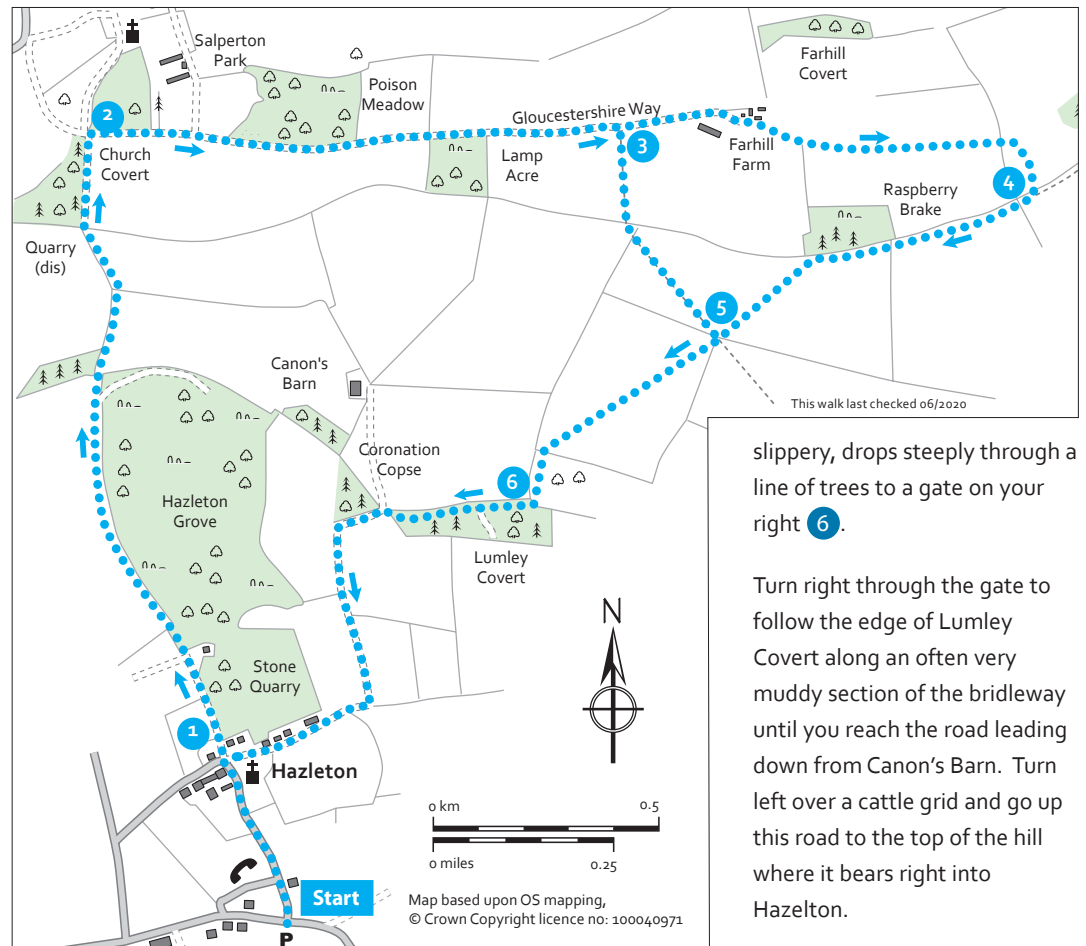 Salperton
Park
Poison
Meadow
Farhill
Covert
Gloucestershire Way
2
Church
Covert
3
Lamp
Acre
Farhill
Farm
4
Raspberry
Brake
Quarry
(dis)
5
Canon's
Barn
This walk last checked 06/2020
Coronation
Copse
6
Hazleton
Grove
Lumley
Covert
N
Stone
Quarry
1
Hazleton
0 km 0.5
0 miles 0.25
Start
P
Map based upon OS mapping,
© Crown Copyright licence no: 100040971
slippery, drops steeply through a
line of trees to a gate on your
right 6.
Turn right through the gate to
follow the edge of Lumley
Covert along an often very
muddy section of the bridleway
until you reach the road leading
down from Canon's Barn. Turn
left over a cattle grid and go up
this road to the top of the hill
where it bears right into
Hazelton.